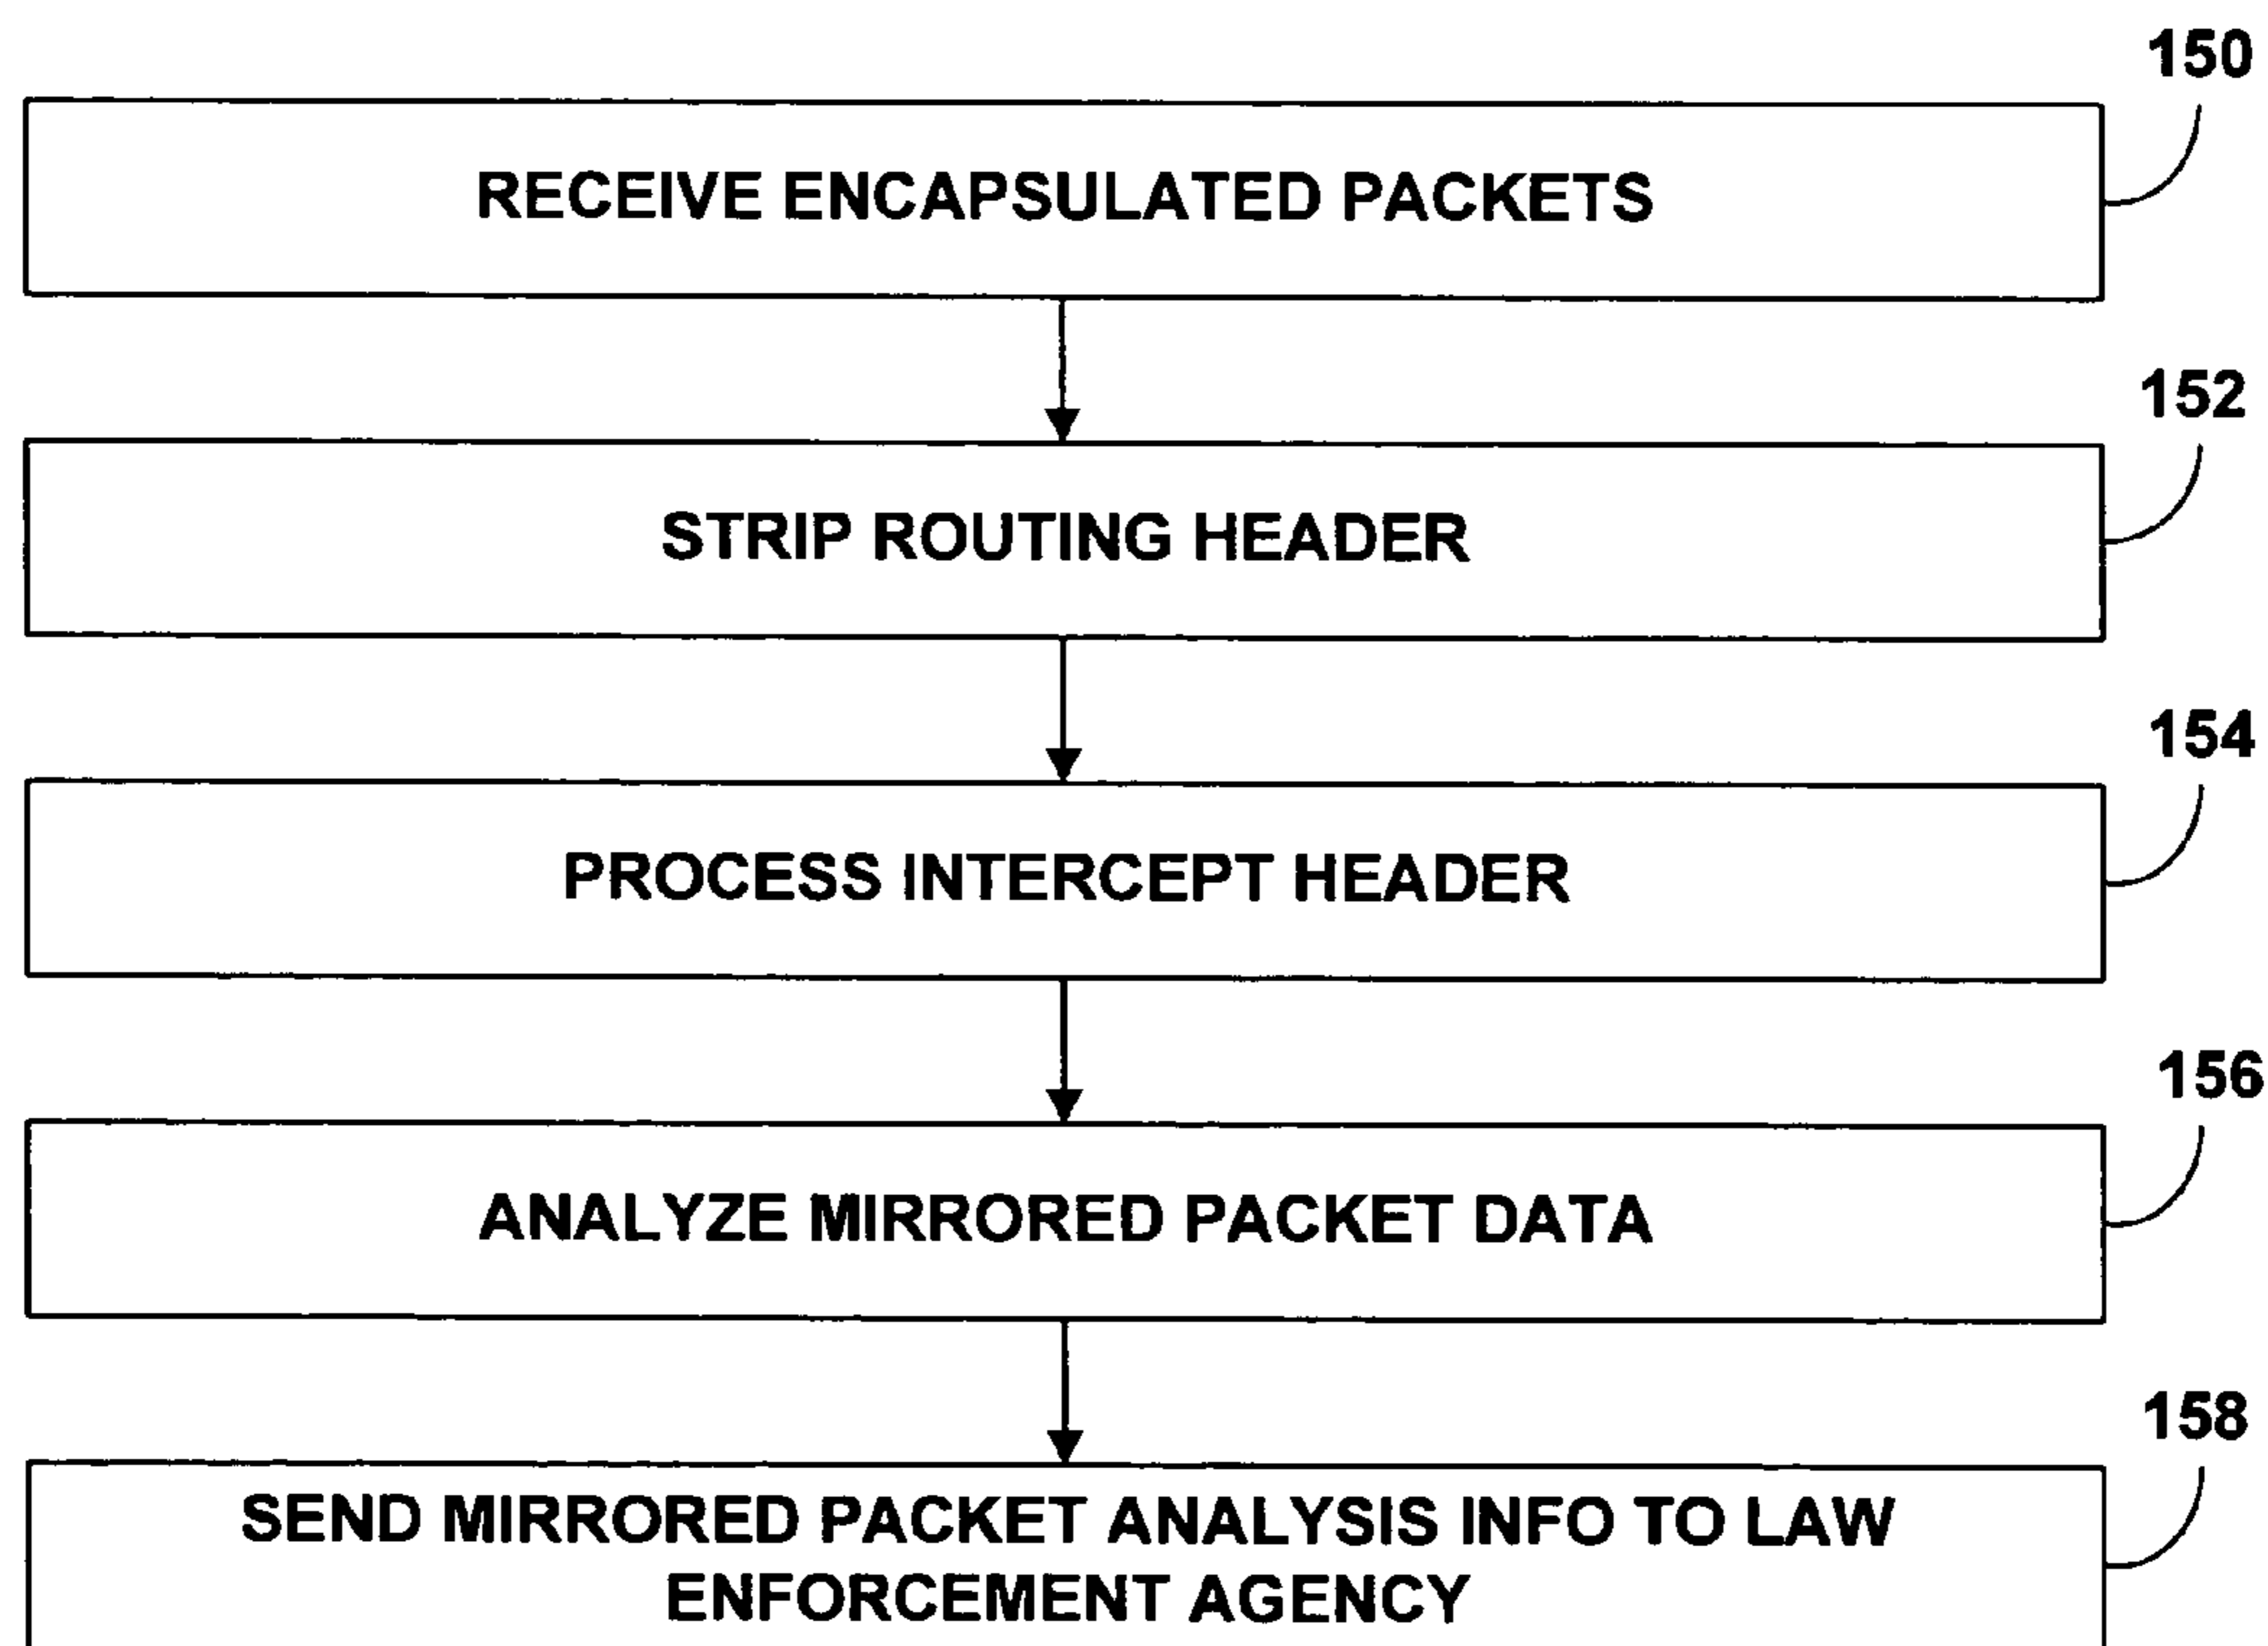 150
RECEIVE ENCAPSULATED PACKETS
152
STRIP ROUTING HEADER
154
PROCESS INTERCEPT HEADER
156
ANALYZE MIRRORED PACKET DATA
158
SEND MIRRORED PACKET ANALYSIS INFO TO LAW
ENFORCEMENT AGENCY